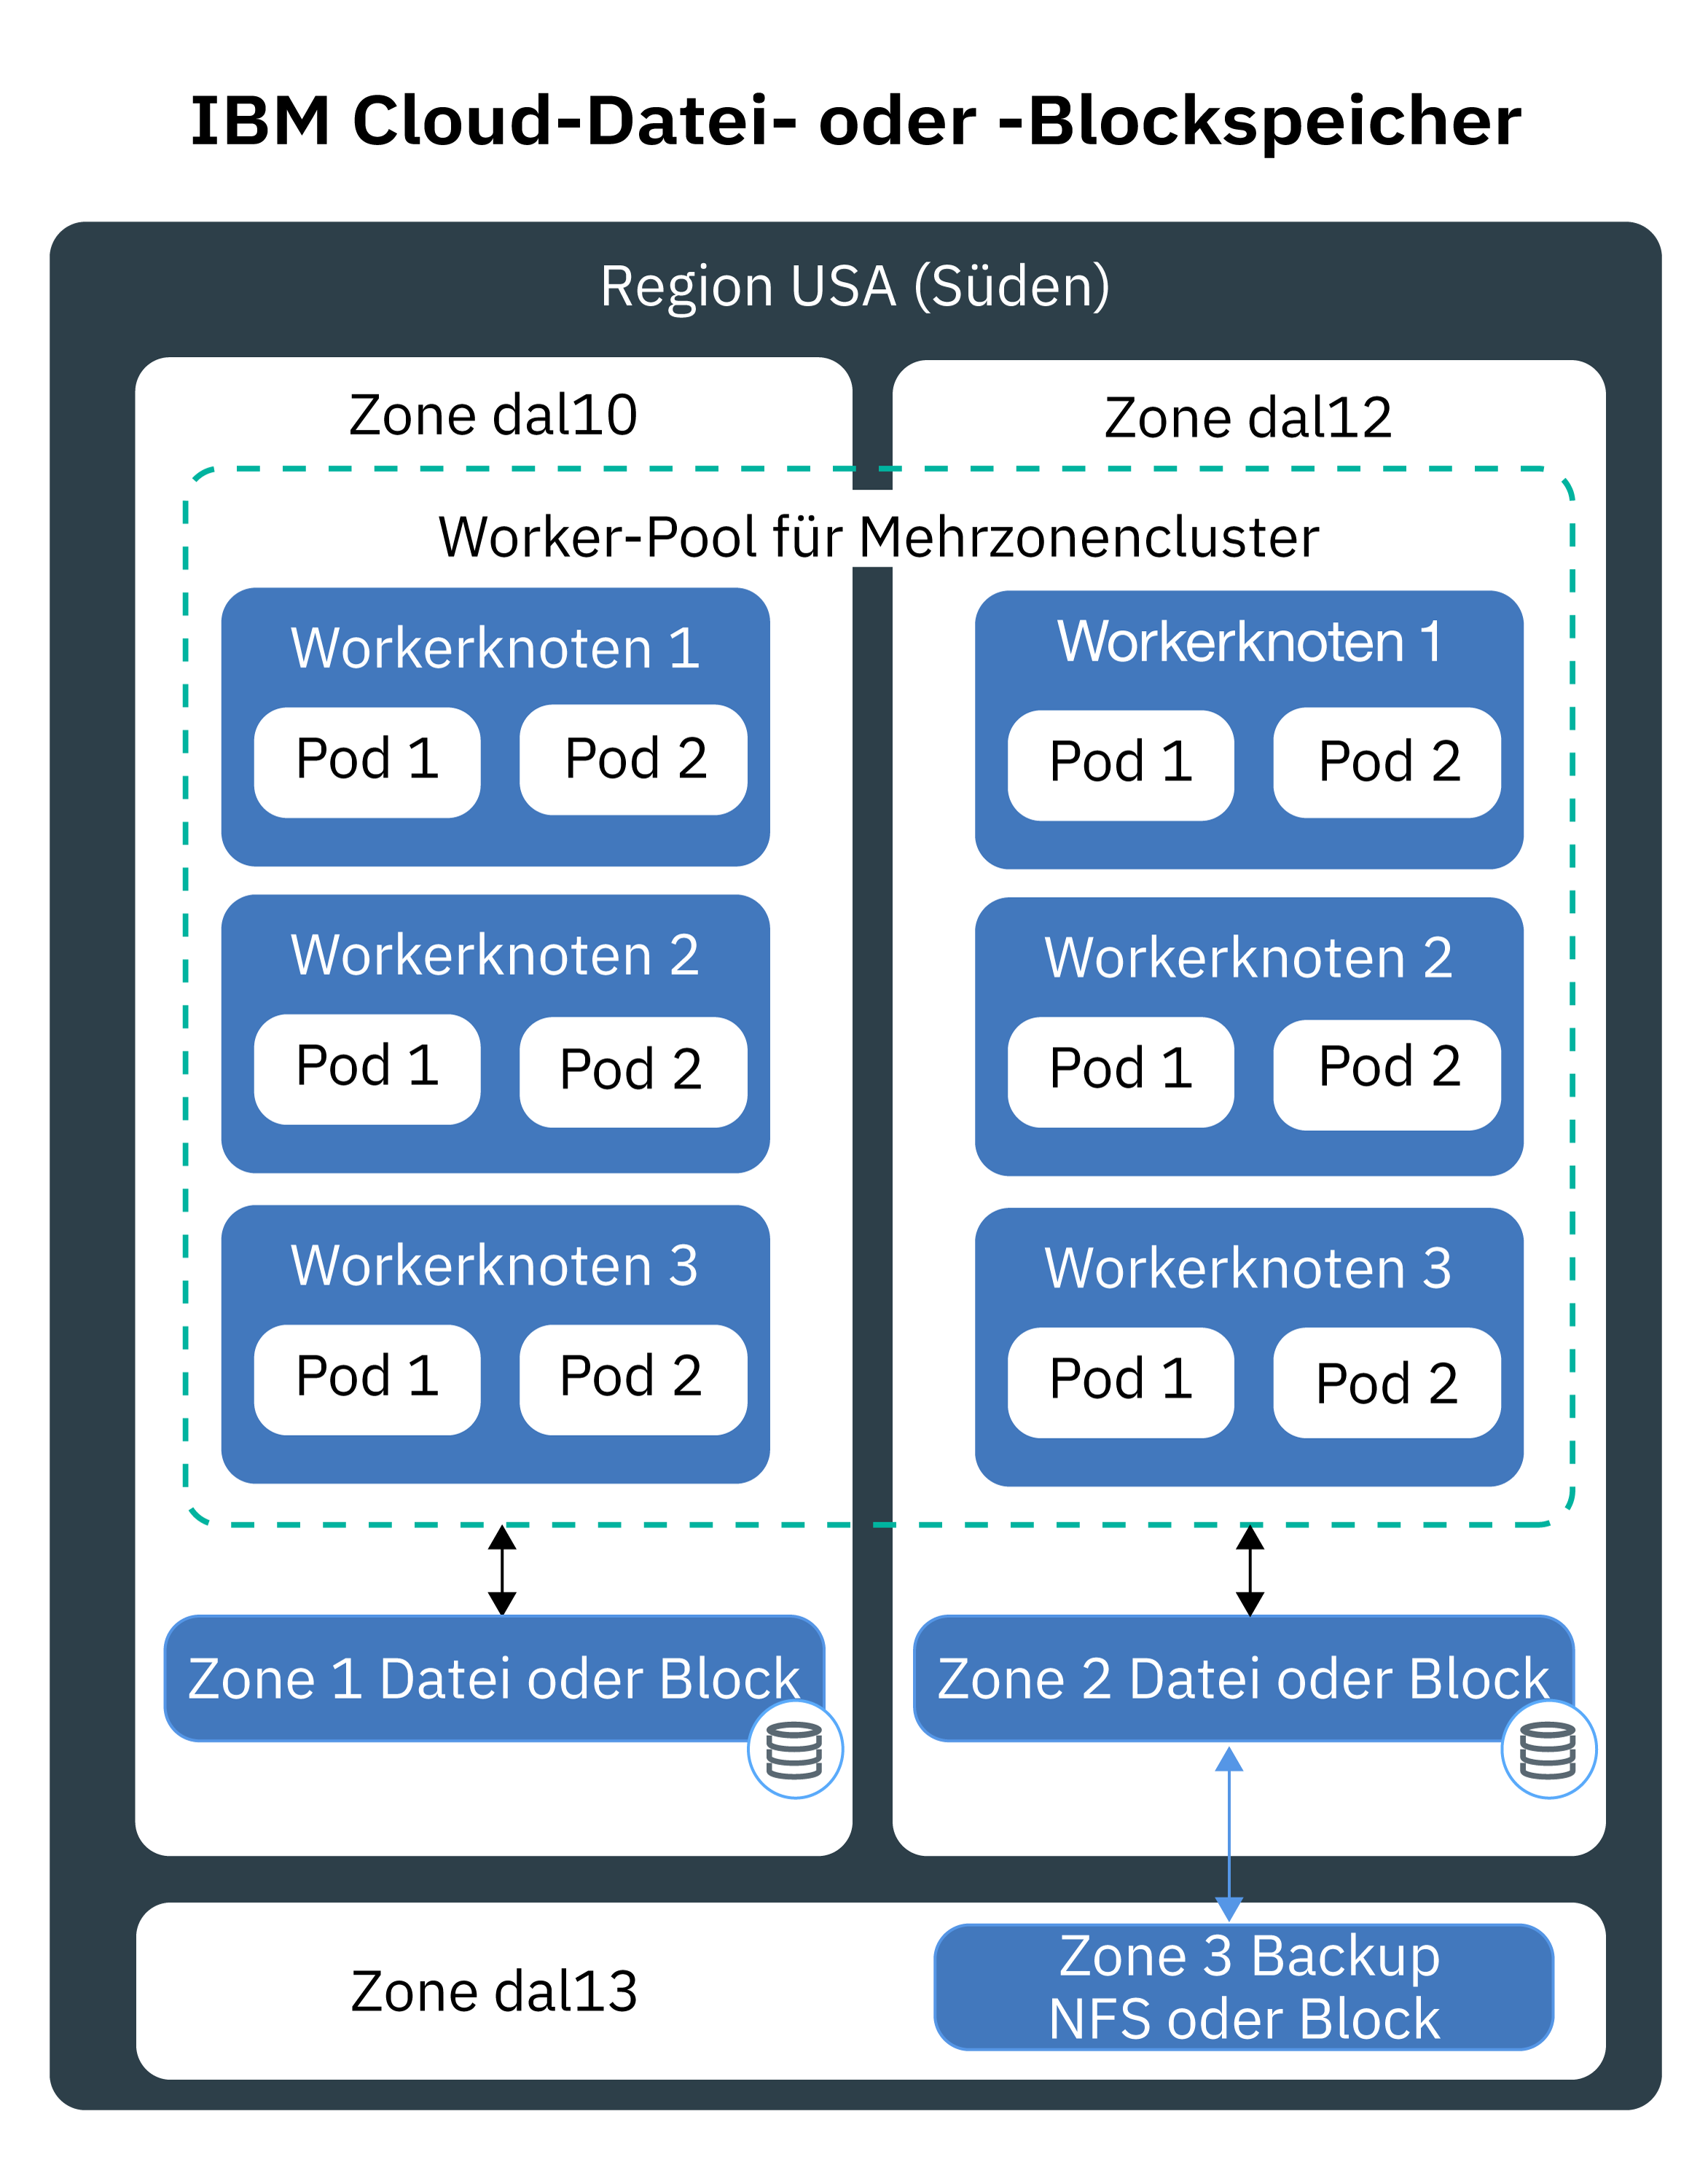 IBM Cloud-Datei- oder -Blockspeicher
Region USA (Süden)
Zone dal10
Zone dal12
Worker-Pool für Mehrzonencluster
Workerknoten 1
Pod 1
Pod 2
Workerknoten 1
Pod 1
Pod 2
Workerknoten 2
Pod 1
Pod 2
Workerknoten 2
Pod 1
Pod 2
Workerknoten 3
Pod 1
Pod 2
Workerknoten 3
Pod 1
Pod 2
Zone 1 Datei oder Block
Zone 2 Datei oder Block
Zone dal13
Zone 3 Backup
NFS oder Block